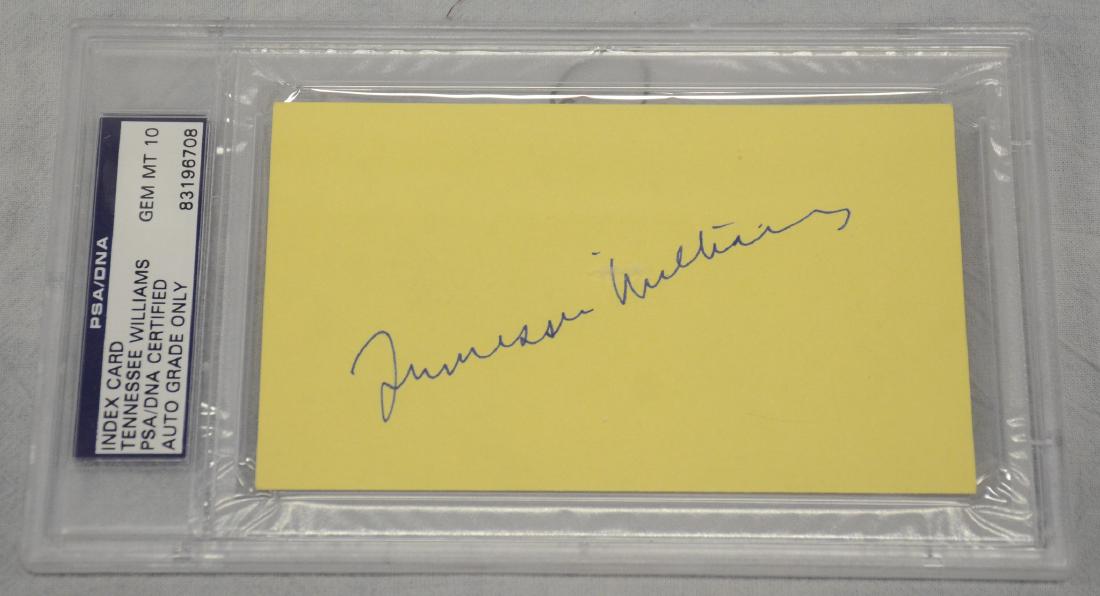 PSA/DNA
INDEX CARD
TENNESSEE WILLIAMS
PSA/DNA CERTIFIED
AUTO GRADE ONLY
GEM MT 10
83196708
Tennessee Williams